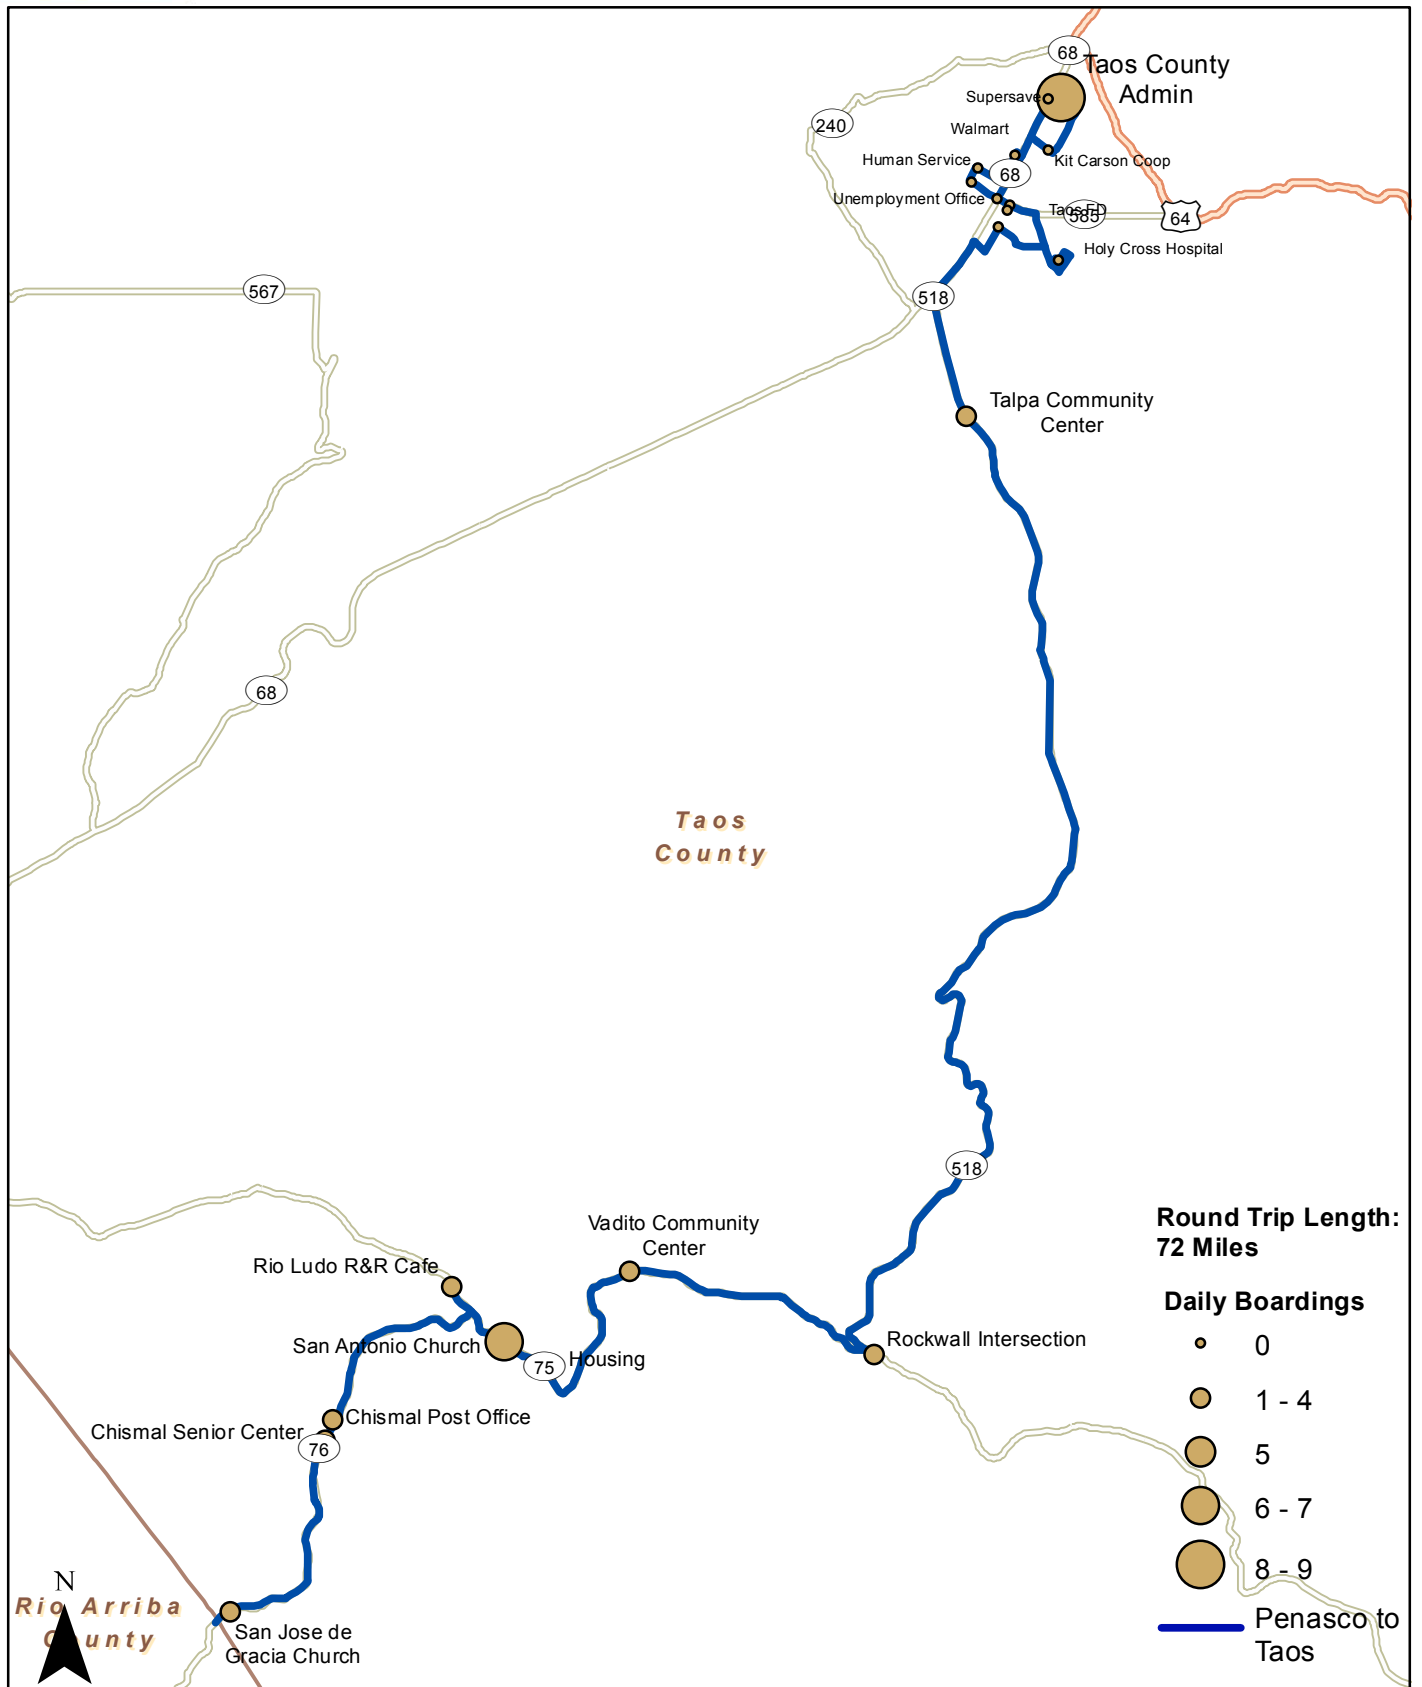 68
Taos County
Admin
Supersave
240
Walmart
Human Service
Kit Carson Coop
68
Unemployment Office
Taos ED
585
64
Holy Cross Hospital
567
518
Talpa Community
Center
68
Taos
County
518
Round Trip Length:
72 Miles
Vadito Community
Center
Rio Ludo R&R Cafe
Daily Boardings
San Antonio Church
Rockwall Intersection
0
75
Housing
1 - 4
Chismal Post Office
Chismal Senior Center
76
5
6 - 7
8 - 9
N
Rio Arriba
County
San Jose de
Gracia Church
Penasco to
Taos